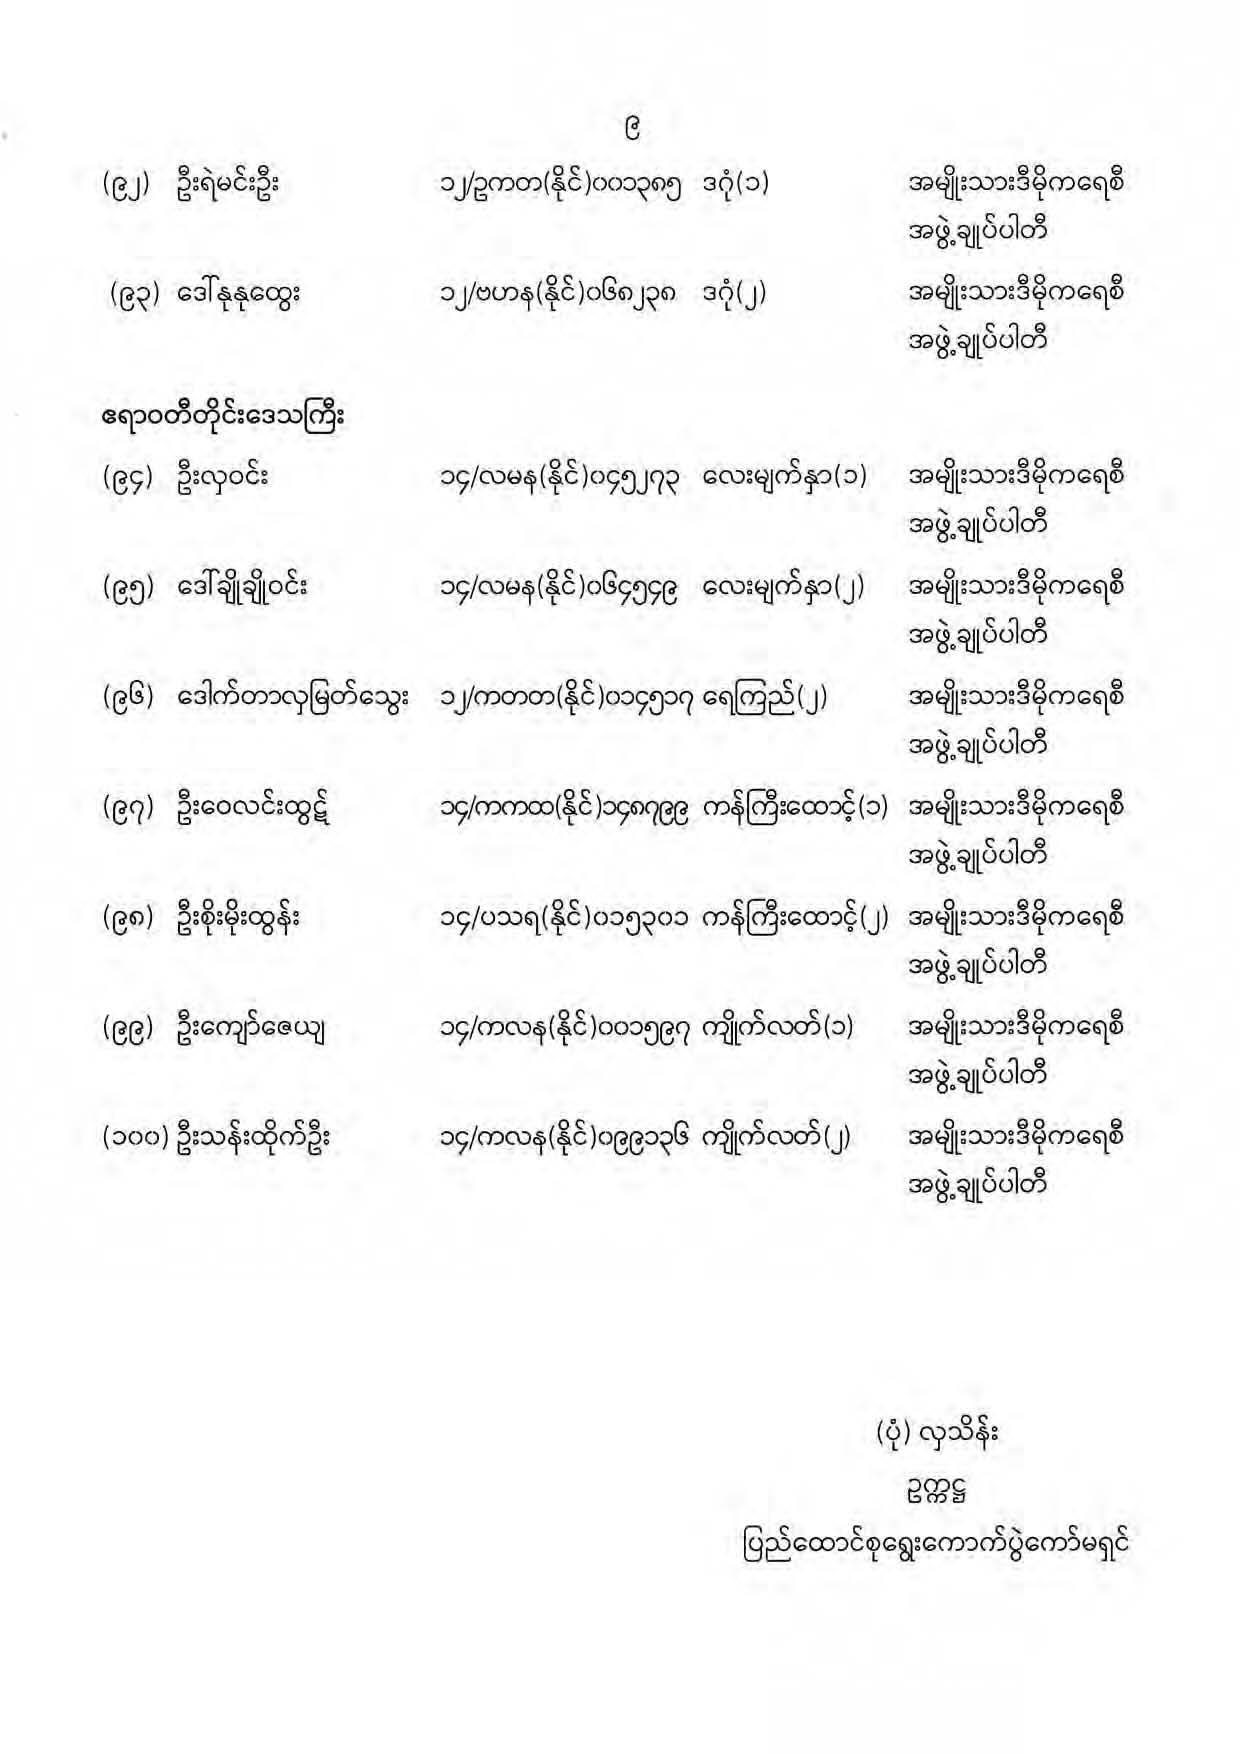 ၉
(၉၂) ဦးရဲမင်းဦး ၁၂/ဥကတ(နိုင်)၀၀၁၃၈၅ ဒဂုံ(၁) အမျိုးသားဒီမိုကရေစီ
အဖွဲ့ချုပ်ပါတီ
(၉၃) ဒေါ်နုနုထွေး ၁၂/ဗဟန(နိုင်)၀၆၈၂၃၈ ဒဂုံ(၂) အမျိုးသားဒီမိုကရေစီ
အဖွဲ့ချုပ်ပါတီ
ဧရာဝတီတိုင်းဒေသကြီး
(၉၄) ဦးလှဝင်း ၁၄/လမန(နိုင်)၀၄၅၂၇၃ လေးမျက်နှာ(၁) အမျိုးသားဒီမိုကရေစီ
အဖွဲ့ချုပ်ပါတီ
(၉၅) ဒေါ်ချိုချိုဝင်း ၁၄/လမန(နိုင်)၀၆၄၅၄၉ လေးမျက်နှာ(၂) အမျိုးသားဒီမိုကရေစီ
အဖွဲ့ချုပ်ပါတီ
(၉၆) ဒေါက်တာလှမြတ်သွေး ၁၂/ကတတ(နိုင်)၀၁၄၅၁၇ ရေကြည်(၂) အမျိုးသားဒီမိုကရေစီ
အဖွဲ့ချုပ်ပါတီ
(၉၇) ဦးဝေလင်းထွဋ် ၁၄/ကကထ(နိုင်)၁၄၈၇၉၉ ကန်ကြီးထောင့်(၁) အမျိုးသားဒီမိုကရေစီ
အဖွဲ့ချုပ်ပါတီ
(၉၈) ဦးစိုးမိုးထွန်း ၁၄/ပသရ(နိုင်)၀၁၅၃၀၁ ကန်ကြီးထောင့်(၂) အမျိုးသားဒီမိုကရေစီ
အဖွဲ့ချုပ်ပါတီ
(၉၉) ဦးကျော်ဇေယျ ၁၄/ကလန(နိုင်)၀၀၁၅၉၇ ကျိုက်လတ်(၁) အမျိုးသားဒီမိုကရေစီ
အဖွဲ့ချုပ်ပါတီ
(၁၀၀) ဦးသန်းထိုက်ဦး ၁၄/ကလန(နိုင်)၀၉၉၁၃၆ ကျိုက်လတ်(၂) အမျိုးသားဒီမိုကရေစီ
အဖွဲ့ချုပ်ပါတီ
(ပုံ) လှသိန်း
ဥက္ကဋ္ဌ
ပြည်ထောင်စုရွေးကောက်ပွဲကော်မရှင်